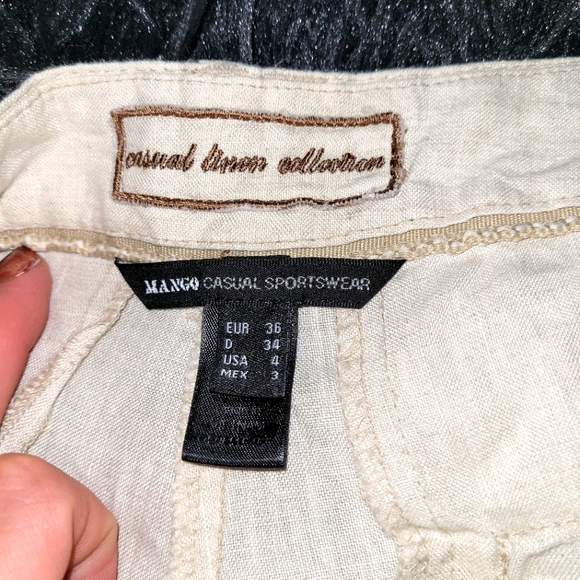 casual linen collection
MANGO CASUAL SPORTSWEAR
EUR 36
D 34
USA 4
MEX 3